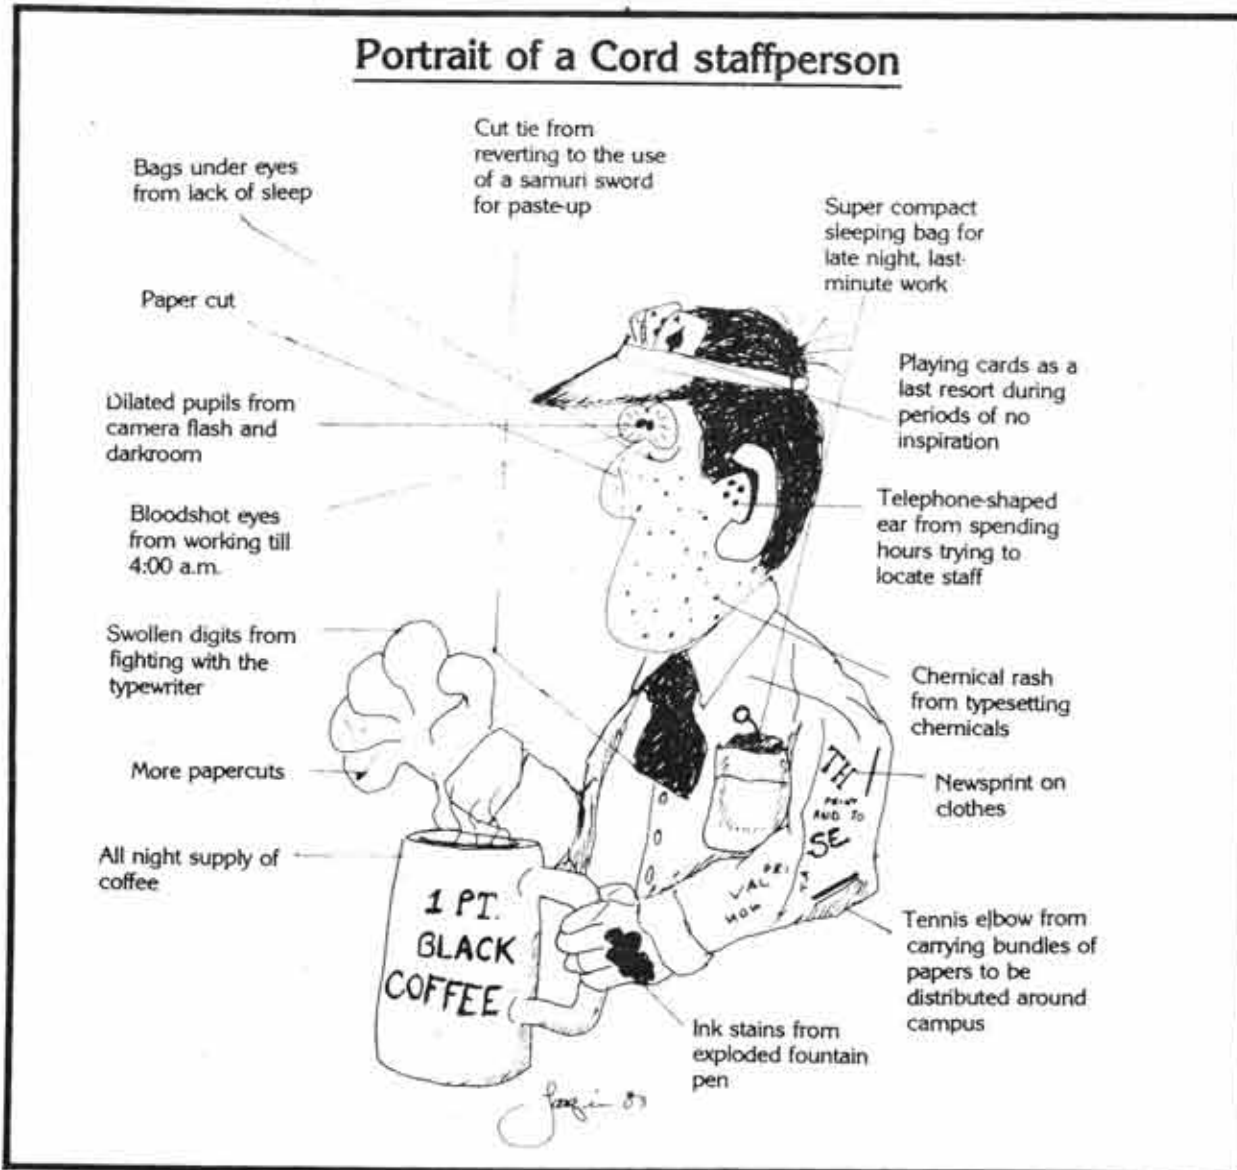 Portrait of a Cord staffperson
Cut tie from
reverting to the use
of a samuri sword
for paste-up
Bags under eyes
from lack of sleep
Super compact
sleeping bag for
late night, last-
minute work
Paper cut
Playing cards as a
last resort during
periods of no
inspiration
Dilated pupils from
camera flash and
darkroom
Telephone-shaped
ear from spending
hours trying to
locate staff
Bloodshot eyes
from working till
4:00 a.m.
Swollen digits from
fighting with the
typewriter
Chemical rash
from typesetting
chemicals
More papercuts
Newsprint on
clothes
TH
PRINT
AND TO
SE
PRI
VAL
HOW
All night supply of
coffee
1 PT.
BLACK
COFFEE
Tennis elbow from
carrying bundles of
papers to be
distributed around
campus
Ink stains from
exploded fountain
pen